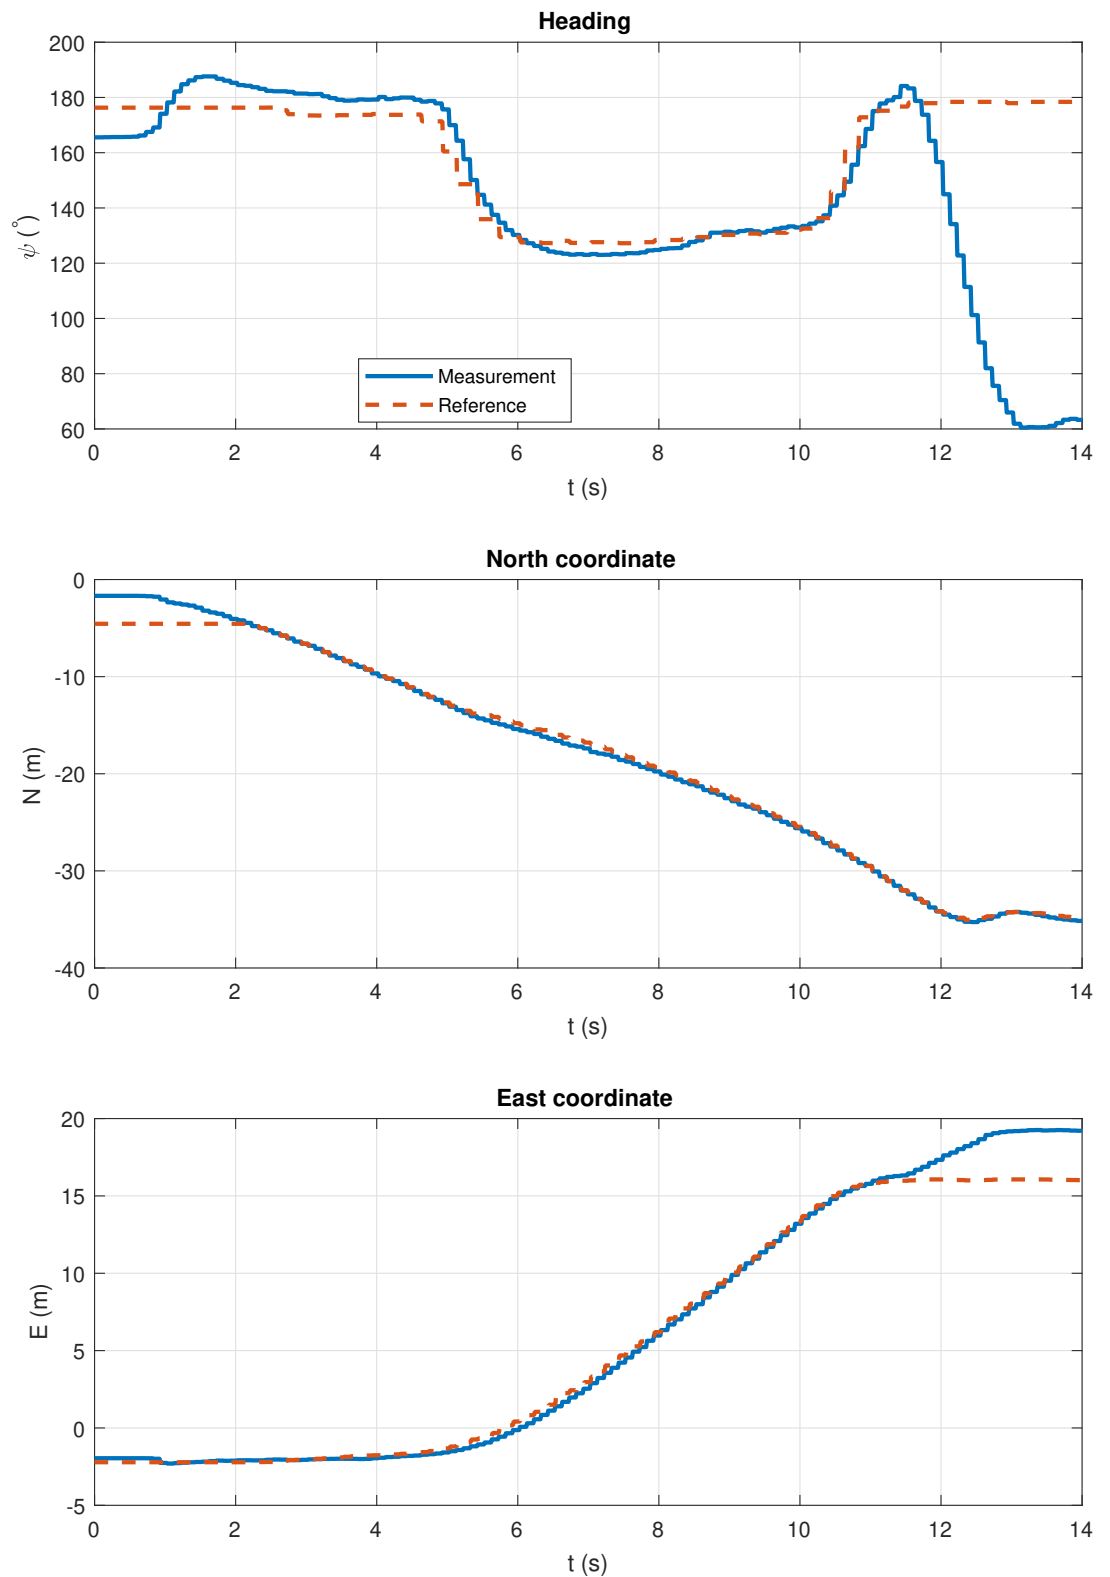 Heading
200
180
160
140
120
100
80
60
ψ (°)
Measurement
Reference
0 2 4 6 8 10 12 14
t (s)
North coordinate
0
-10
-20
-30
-40
N (m)
0 2 4 6 8 10 12 14
t (s)
East coordinate
20
15
10
5
0
-5
E (m)
0 2 4 6 8 10 12 14
t (s)